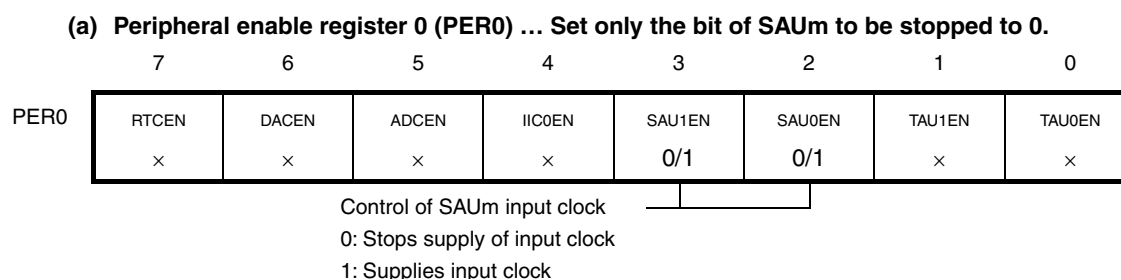 (a) Peripheral enable register 0 (PER0) … Set only the bit of SAUm to be stopped to 0.
7 6 5 4 3 2 1 0
PER0 RTCEN DACEN ADCEN IIC0EN SAU1EN SAU0EN TAU1EN TAU0EN
× × × × 0/1 0/1 × ×
Control of SAUm input clock
0: Stops supply of input clock
1: Supplies input clock